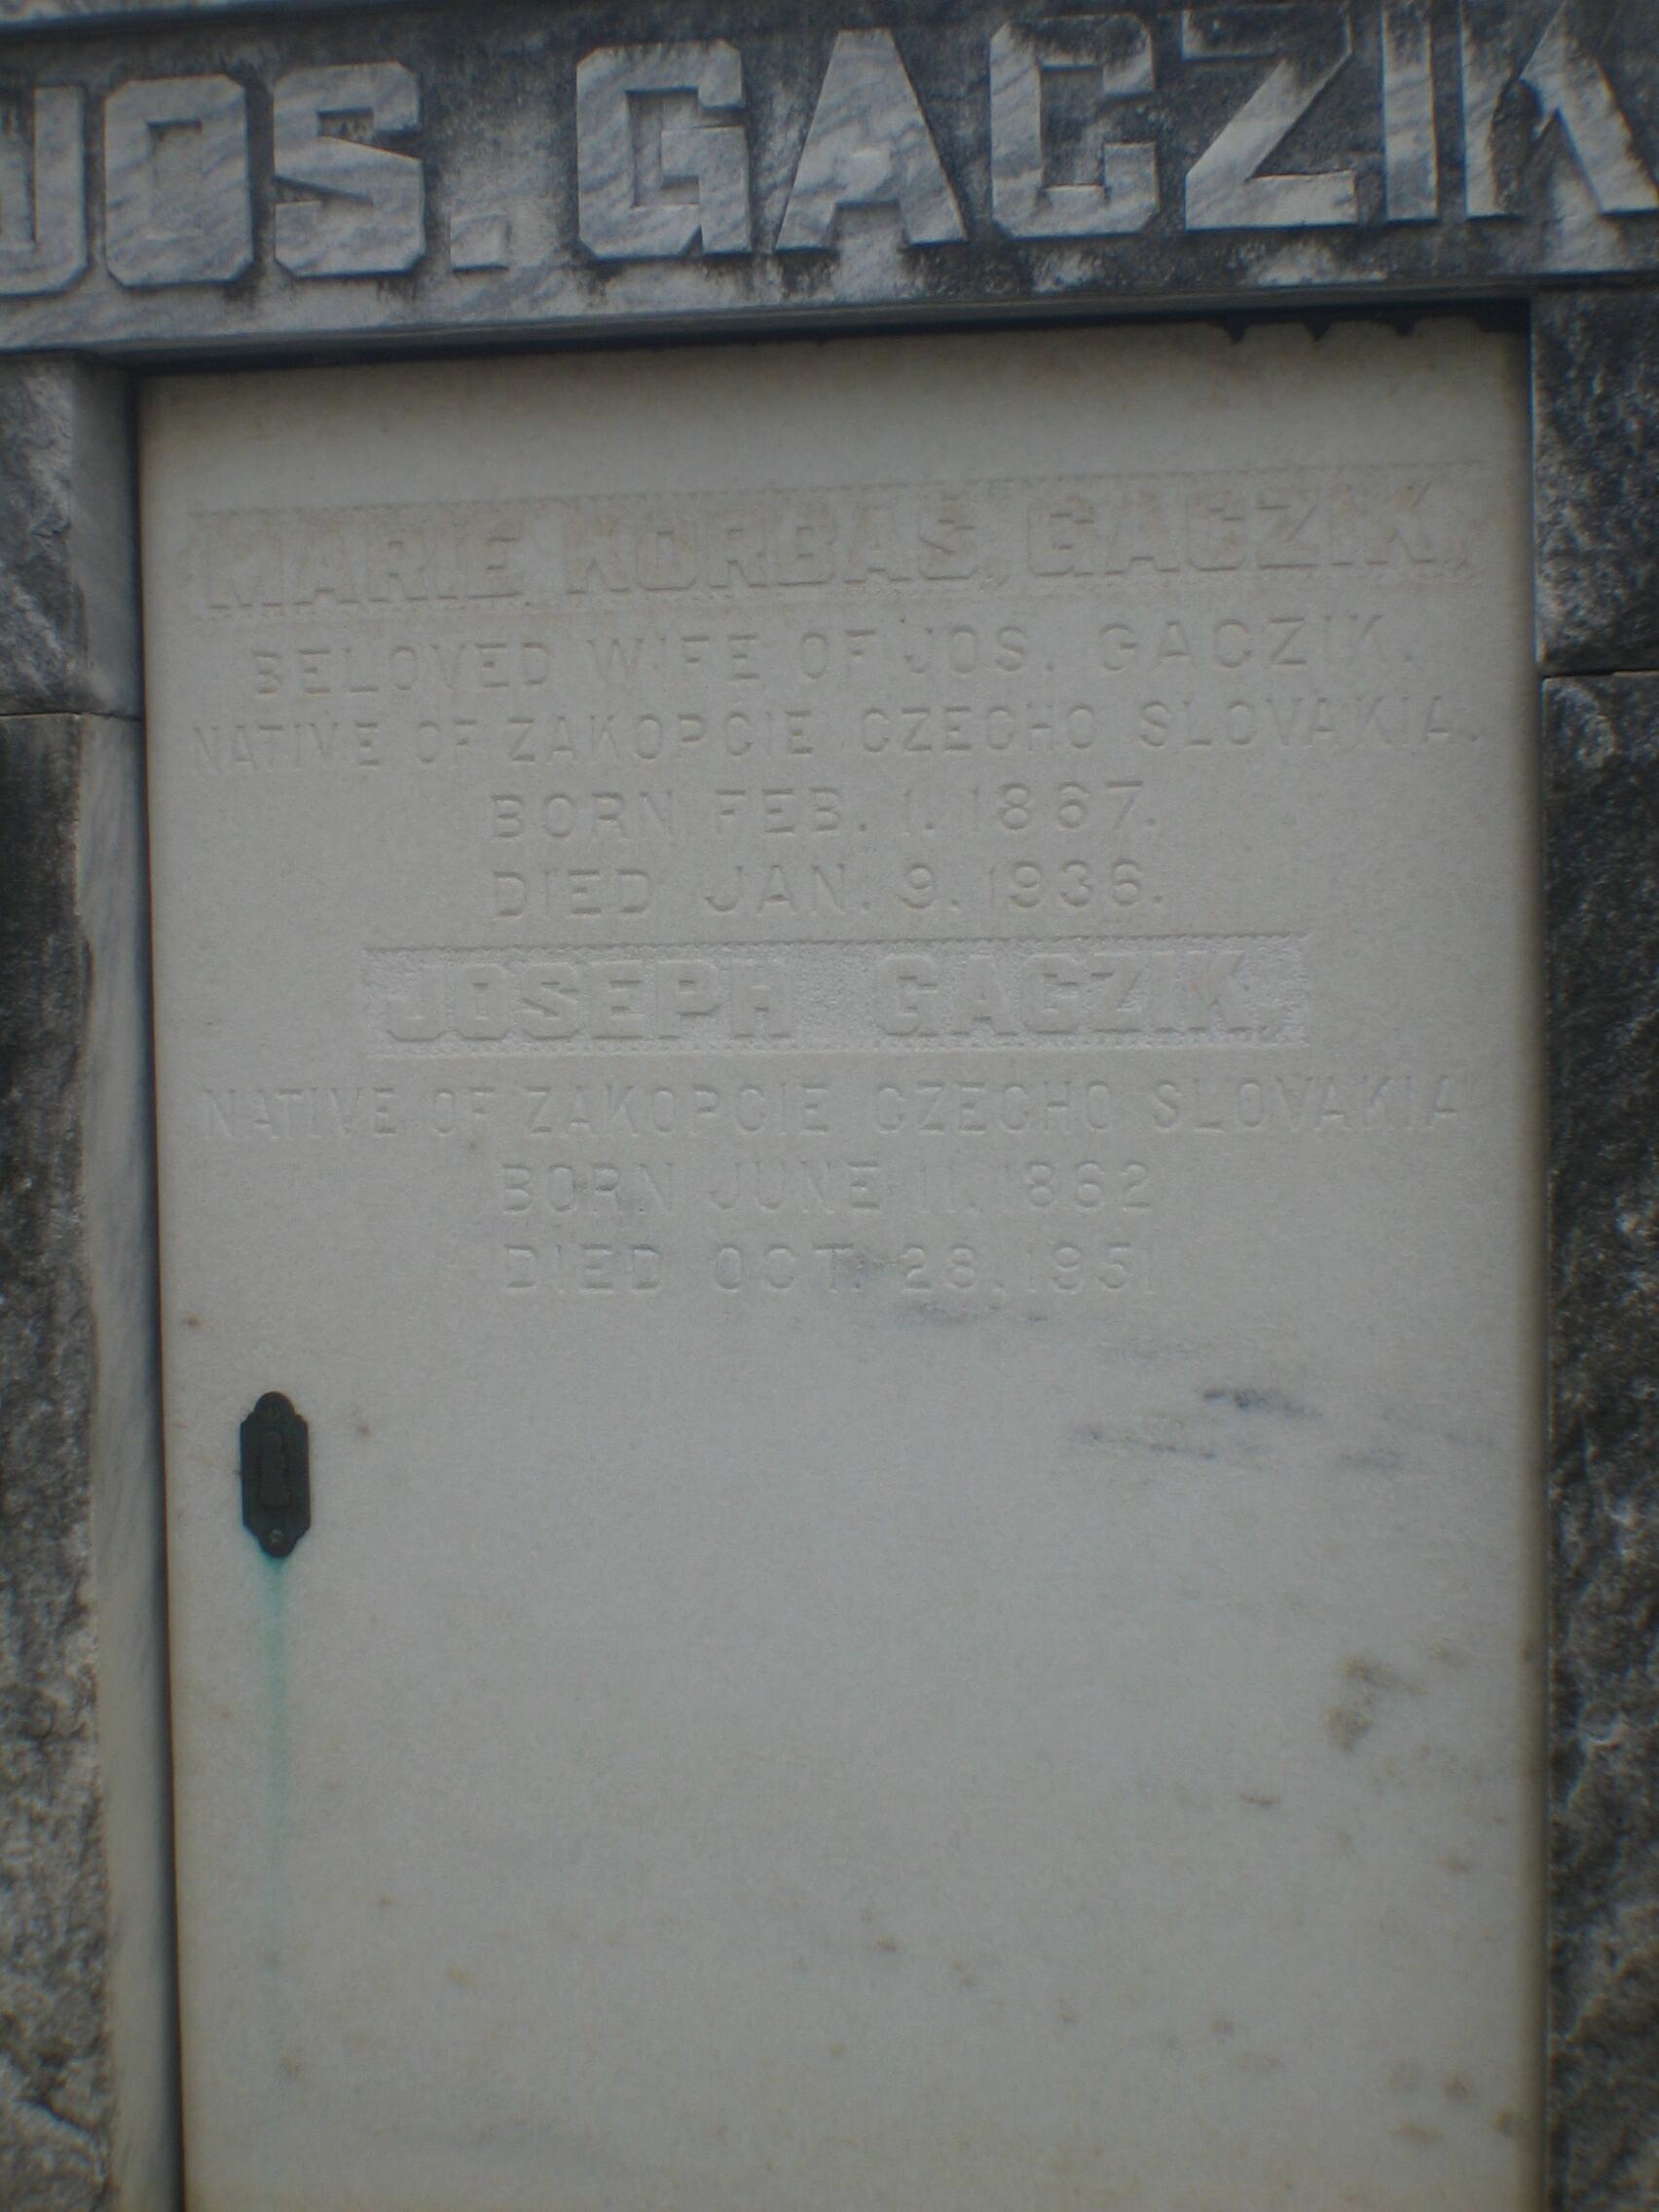 JOS. GACZIK
MARIE KORBAŠ, GACZIK.
BELOVED WIFE OF JOS. GACZIK.
NATIVE OF ZAKOPCIE CZECHO SLOVAKIA.
BORN FEB. 1. 1867.
DIED JAN. 9. 1936.
JOSEPH GACZIK.
NATIVE OF ZAKOPCIE CZECHO SLOVAKIA
BORN JUNE 11. 1862
DIED OCT. 28, 1951